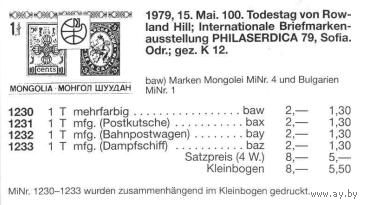 1979, 15. Mai. 100. Todestag von Row-
land Hill; Internationale Briefmarken-
ausstellung PHILASERDICA 79, Sofia.
Odr.; gez. K 12.
1
cents
MONGOLIA · МОНГОЛ ШУУДАН
baw) Marken Mongolei MiNr. 4 und Bulgarien
MiNr. 1
1230 1 T mehrfarbig . . . . . . . . . . . . . . baw 2,— 1,30
1231 1 T mfg. (Postkutsche) . . . . . . . bax 2,— 1,30
1232 1 T mfg. (Bahnpostwagen) . . . . bay 2,— 1,30
1233 1 T mfg. (Dampfschiff) . . . . . . . . baz 2,— 1,30
Satzpreis (4 W.) 8,— 5,—
Kleinbogen 8,— 5,50
MiNr. 1230–1233 wurden zusammenhängend im Kleinbogen gedruckt.
www.ay.by